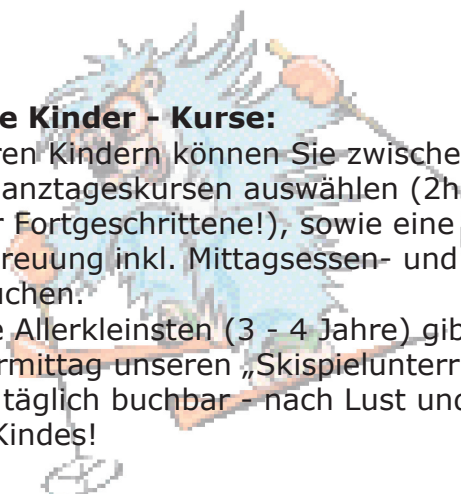 e Kinder - Kurse:
ren Kindern können Sie zwische
anztageskursen auswählen (2h
r Fortgeschrittene!), sowie eine
treuung inkl. Mittagsessen- und
uchen.
e Allerkleinsten (3 - 4 Jahre) gib
rmittag unseren „Skispielunterr
täglich buchbar - nach Lust und
Kindes!